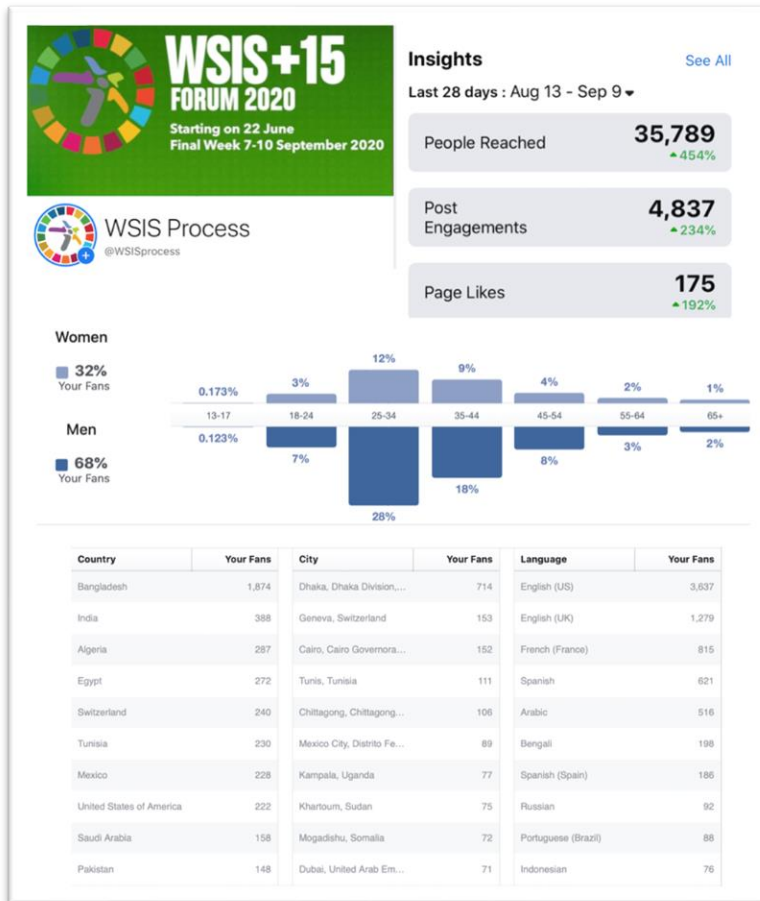 WSIS+15
FORUM 2020
Starting on 22 June
Final Week 7-10 September 2020
WSIS Process
@WSISprocess
Insights
See All
Last 28 days : Aug 13 - Sep 9
People Reached
35,789
454%
Post
Engagements
4,837
234%
Page Likes
175
192%
Women
32%
Your Fans
Men
68%
Your Fans
0.173% 3% 12% 9% 4% 2% 1%
13-17 18-24 25-34 35-44 45-54 55-64 65+
0.123% 7% 28% 18% 8% 3% 2%
Country Your Fans City Your Fans Language Your Fans
Bangladesh 1,874 Dhaka, Dhaka Division,... 714 English (US) 3,637
India 388 Geneva, Switzerland 153 English (UK) 1,279
Algeria 287 Cairo, Cairo Governora... 152 French (France) 815
Egypt 272 Tunis, Tunisia 111 Spanish 621
Switzerland 240 Chittagong, Chittagong... 106 Arabic 516
Tunisia 230 Mexico City, Distrito Fe... 89 Bengali 198
Mexico 228 Kampala, Uganda 77 Spanish (Spain) 186
United States of America 222 Khartoum, Sudan 75 Russian 92
Saudi Arabia 158 Mogadishu, Somalia 72 Portuguese (Brazil) 88
Pakistan 148 Dubai, United Arab Em... 71 Indonesian 76